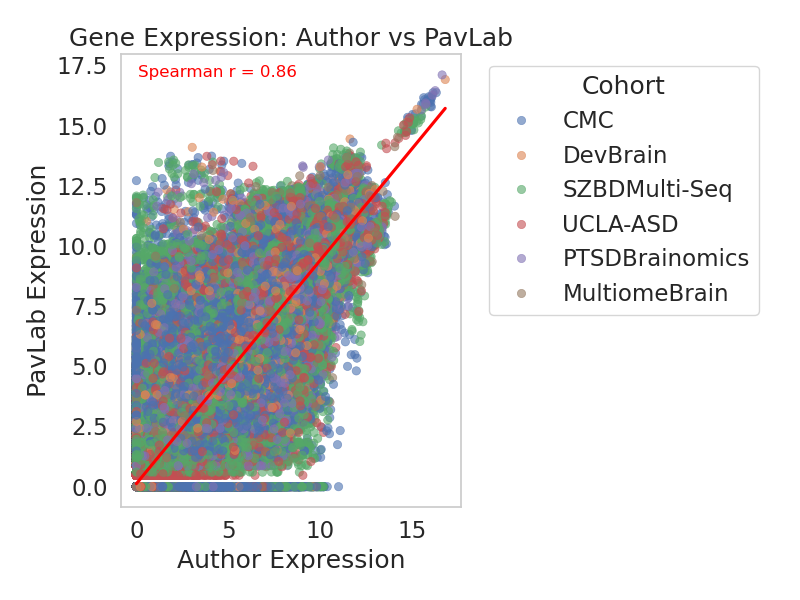 Gene Expression: Author vs PavLab
Spearman r = 0.86
17.5
15.0
12.5
10.0
7.5
5.0
2.5
0.0
PavLab Expression
0
5
10
15
Author Expression
Cohort
CMC
DevBrain
SZBDMulti-Seq
UCLA-ASD
PTSDBrainomics
MultiomeBrain